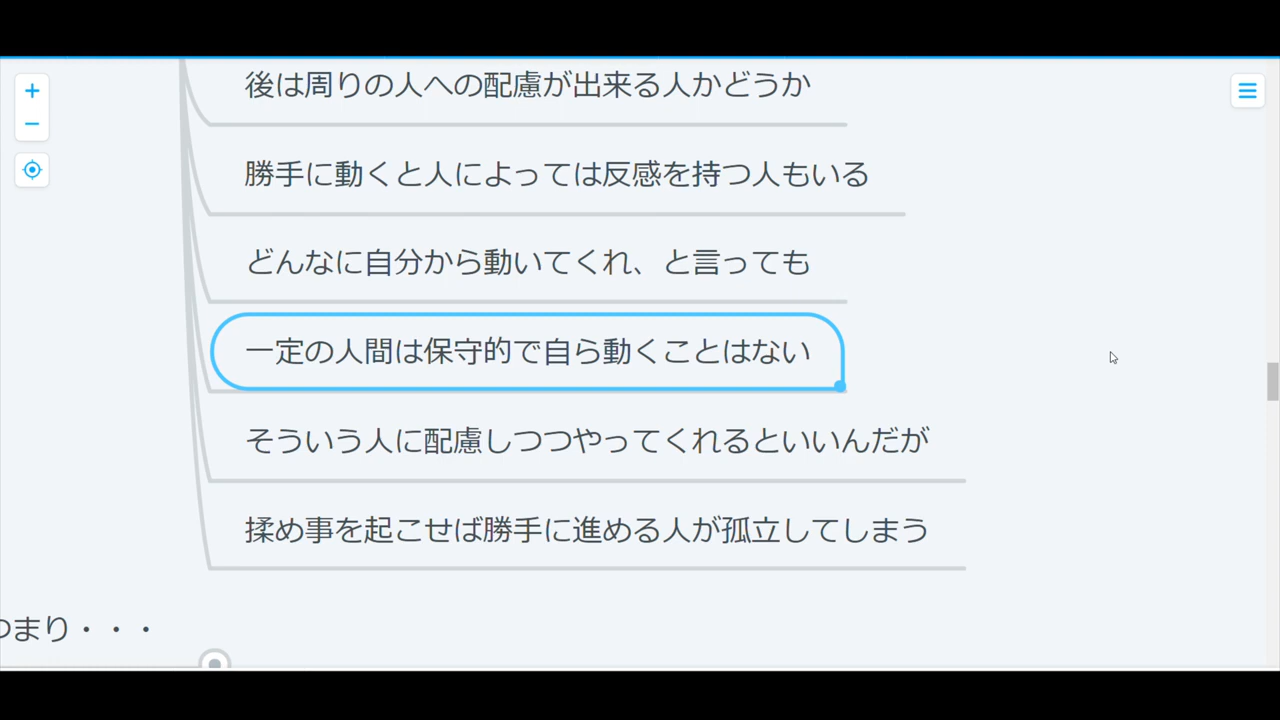 後は周りの人への配慮が出来る人かどうか
勝手に動くと人によっては反感を持つ人もいる
どんなに自分から動いてくれ、と言っても
一定の人間は保守的で自ら動くことはない
そういう人に配慮しつつやってくれるといいんだが
揉め事を起こせば勝手に進める人が孤立してしまう
つまり・・・